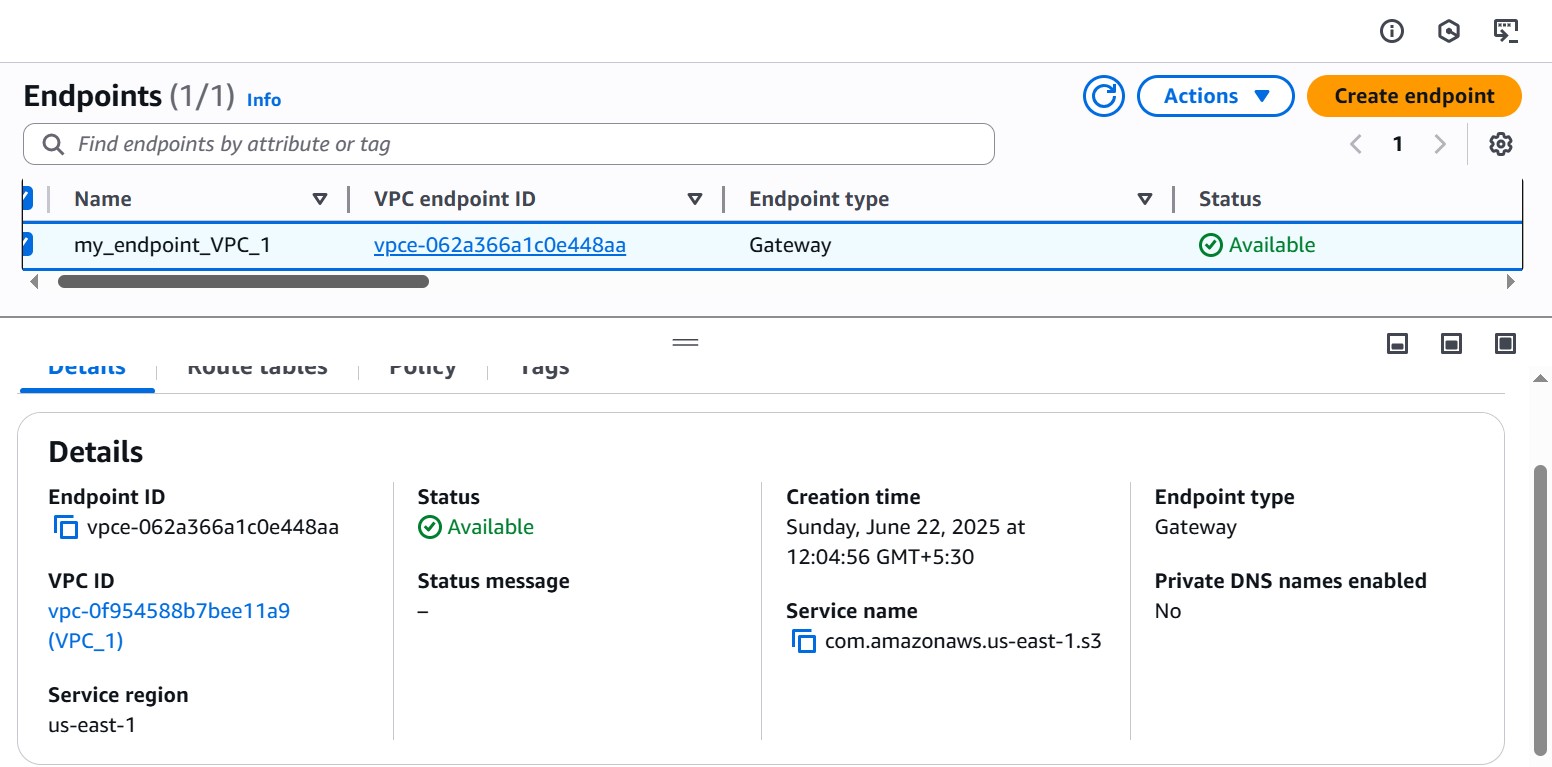 Endpoints (1/1) Info
Actions
Create endpoint
Find endpoints by attribute or tag
1
Name VPC endpoint ID Endpoint type Status
my_endpoint_VPC_1 vpce-062a366a1c0e448aa Gateway Available
Details Route tables Policy Tags
Details
Endpoint ID
vpce-062a366a1c0e448aa
VPC ID
vpc-0f954588b7bee11a9
(VPC_1)
Service region
us-east-1
Status
Available
Status message
–
Creation time
Sunday, June 22, 2025 at
12:04:56 GMT+5:30
Service name
com.amazonaws.us-east-1.s3
Endpoint type
Gateway
Private DNS names enabled
No